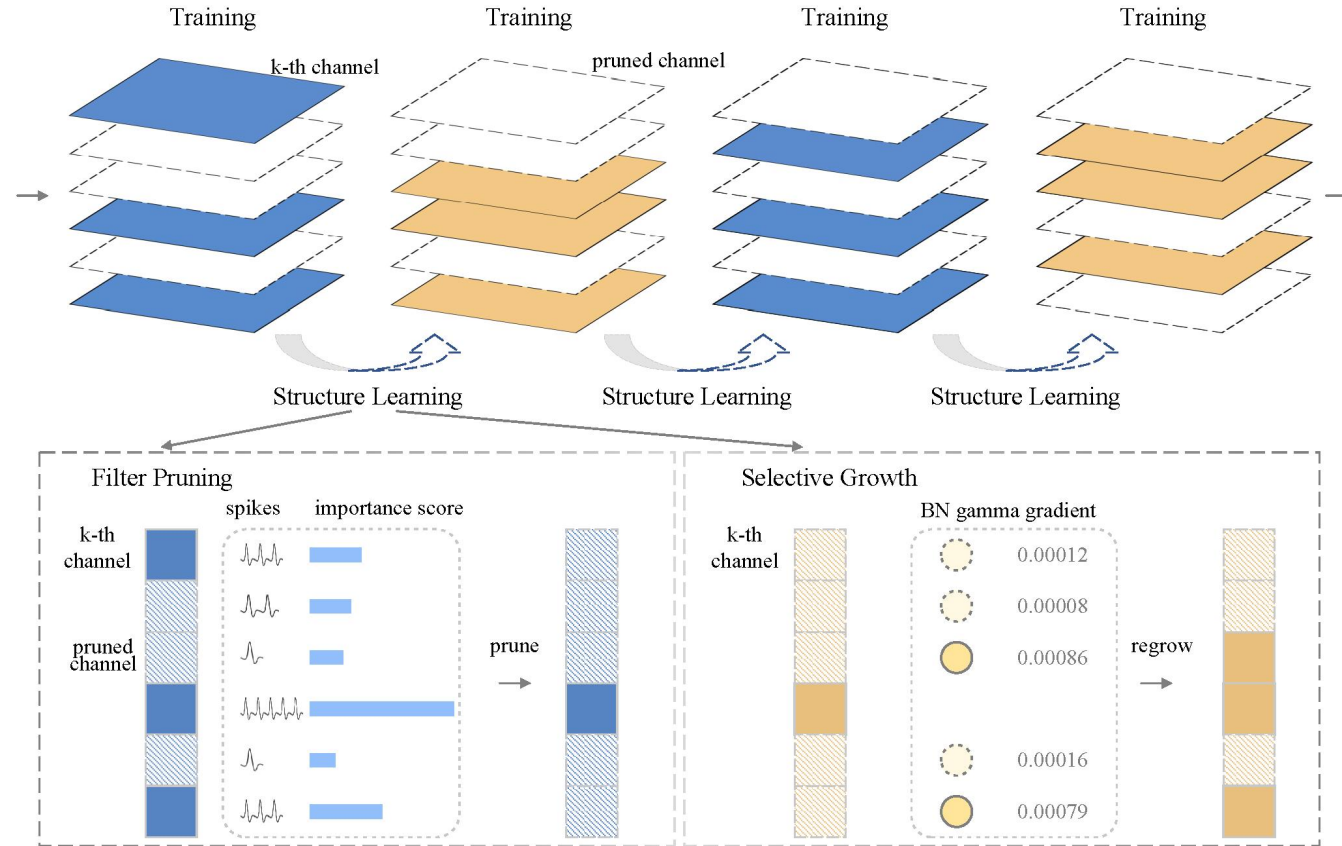 Training
Training
Training
Training
k-th channel
pruned channel
Structure Learning
Structure Learning
Structure Learning
Filter Pruning
spikes
importance score
k-th
channel
pruned
channel
prune
Selective Growth
BN gamma gradient
k-th
channel
0.00012
0.00008
0.00086
0.00016
0.00079
regrow